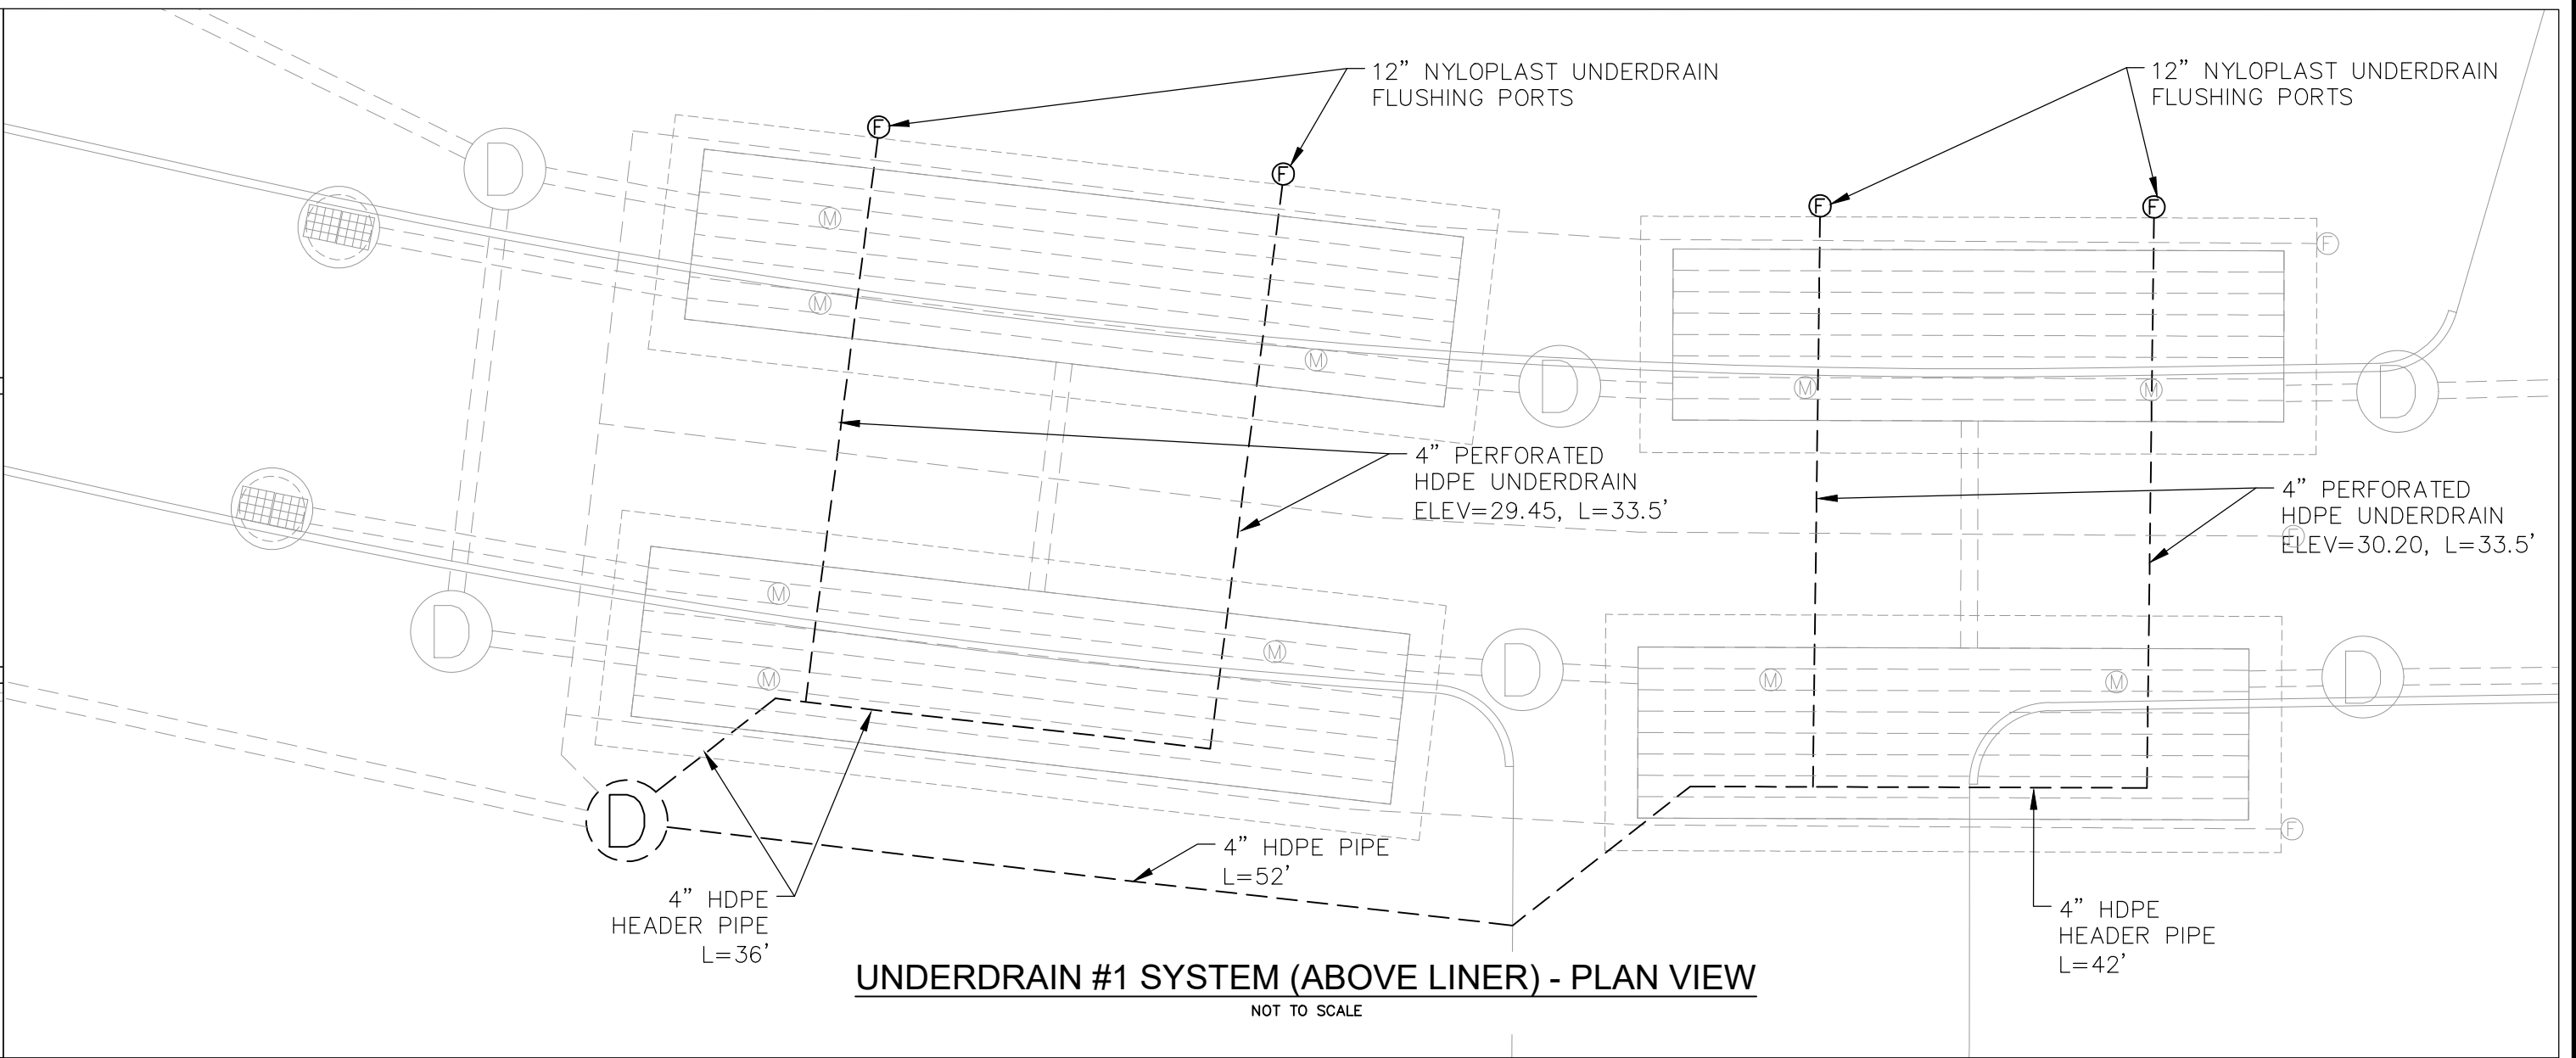 12” NYLOPLAST UNDERDRAIN
FLUSHING PORTS
12” NYLOPLAST UNDERDRAIN
FLUSHING PORTS
F
F
F
F
D
M
F
M
M
D
M
M
D
4” PERFORATED
HDPE UNDERDRAIN
ELEV=29.45, L=33.5’
4” PERFORATED
HDPE UNDERDRAIN
ELEV=30.20, L=33.5’
F
M
D
M
D
M
M
M
D
D
F
4” HDPE PIPE
L=52’
4” HDPE
HEADER PIPE
L=36’
4” HDPE
HEADER PIPE
L=42’
UNDERDRAIN #1 SYSTEM (ABOVE LINER) - PLAN VIEW
NOT TO SCALE